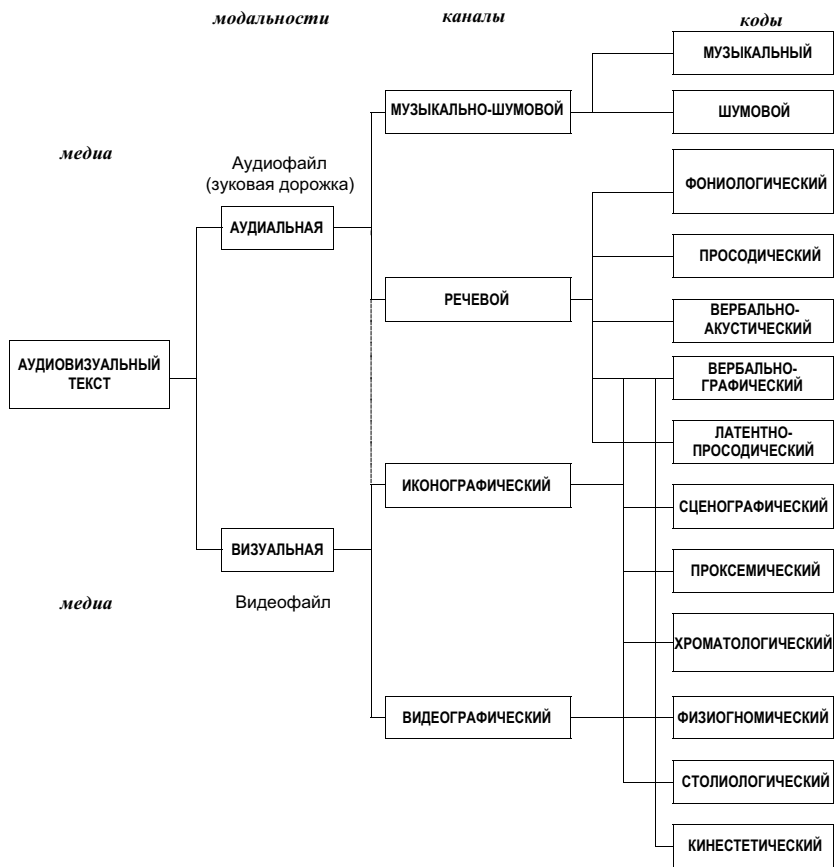 модальности
каналы
коды
МУЗЫКАЛЬНЫЙ
МУЗЫКАЛЬНО-ШУМОВОЙ
ШУМОВОЙ
медиа
Аудиофайл
(зуковая дорожка)
ФОНИОЛОГИЧЕСКИЙ
АУДИАЛЬНАЯ
ПРОСОДИЧЕСКИЙ
РЕЧЕВОЙ
ВЕРБАЛЬНО-
АКУСТИЧЕСКИЙ
АУДИОВИЗУАЛЬНЫЙ
ТЕКСТ
ВЕРБАЛЬНО-
ГРАФИЧЕСКИЙ
ЛАТЕНТНО-
ПРОСОДИЧЕСКИЙ
ИКОНОГРАФИЧЕСКИЙ
СЦЕНОГРАФИЧЕСКИЙ
ВИЗУАЛЬНАЯ
ПРОКСЕМИЧЕСКИЙ
медиа
Видеофайл
ХРОМАТОЛОГИЧЕСКИЙ
ВИДЕОГРАФИЧЕСКИЙ
ФИЗИОГНОМИЧЕСКИЙ
СТОЛИОЛОГИЧЕСКИЙ
КИНЕСТЕТИЧЕСКИЙ